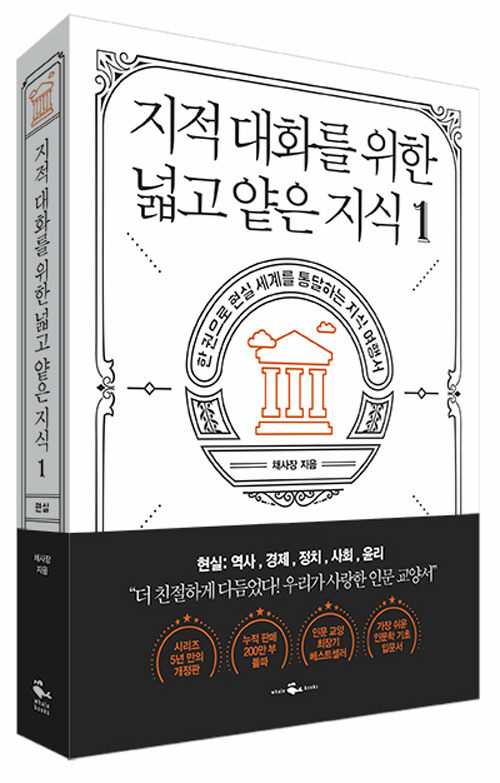 지적 대화를 위한
넓고 얕은 지식 1
한 권으로 현실 세계를 통달하는 지식 여행서
채사장 지음
현실: 역사, 경제, 정치, 사회, 윤리
“더 친절하게 다듬었다! 우리가 사랑한 인문 교양서”
시리즈
5년 만의
개정판
누적 판매
200만 부
돌파
인문 교양
최장기
베스트셀러
가장 쉬운
인문학 기초
입문서
whale books
지적 대화를 위한 넓고 얕은 지식 1
현실
채사장
지음
whale
books